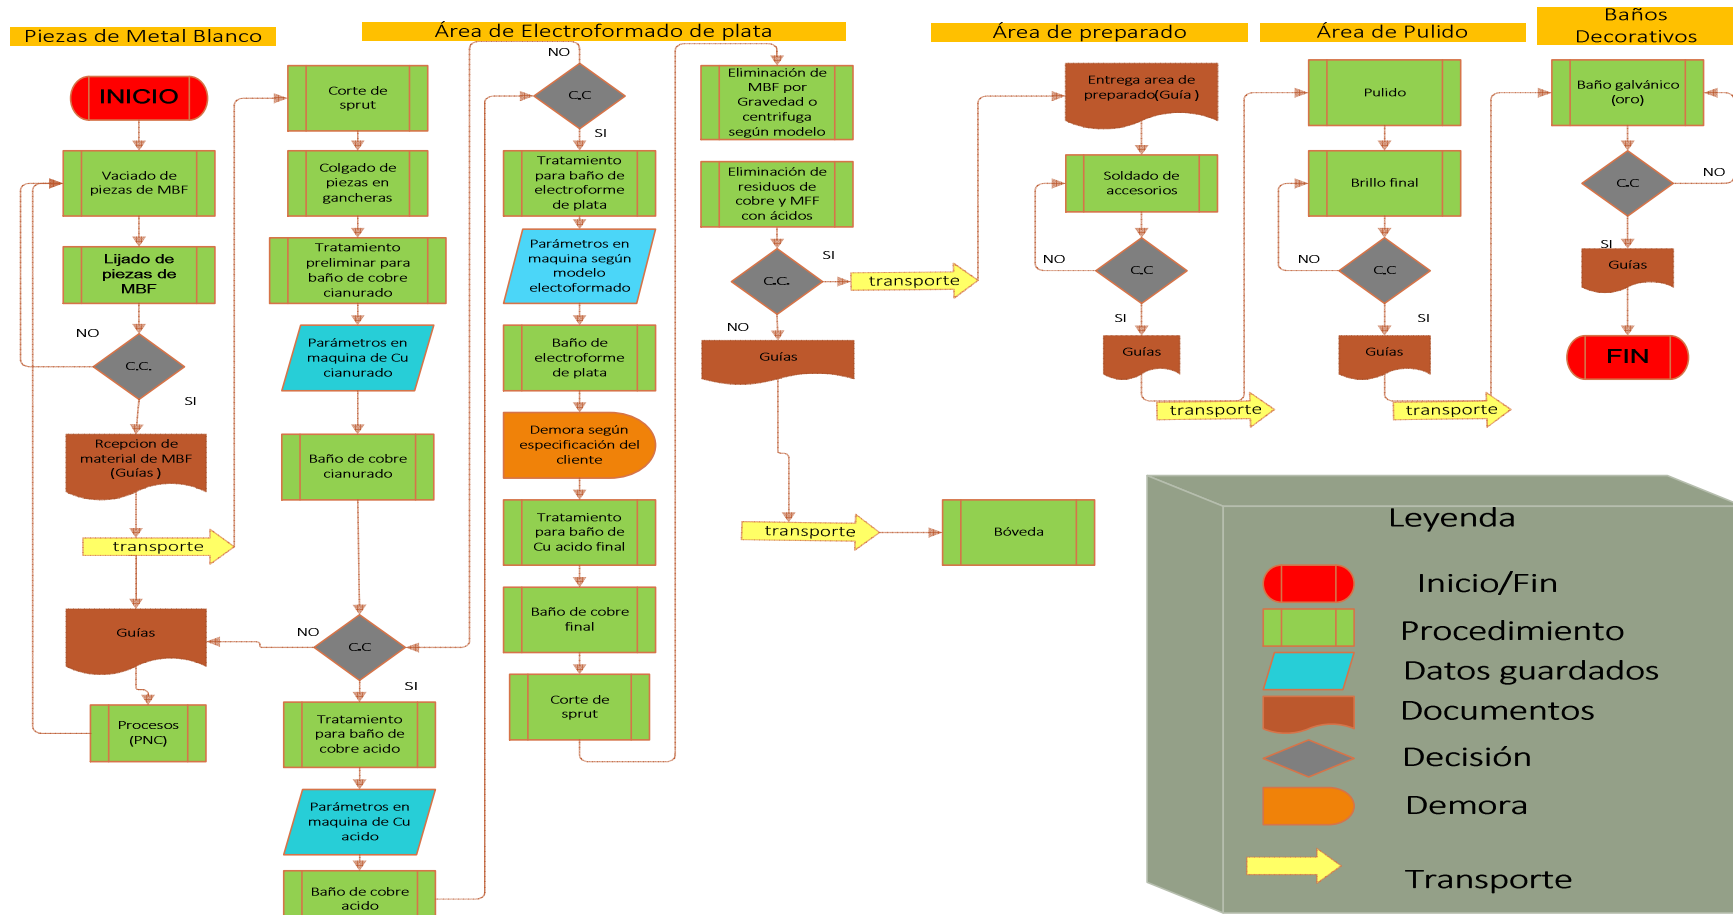 Piezas de Metal Blanco
INICIO
Vaciado de
piezas de MBF
Lijado de
piezas de
MBF
NO
C.C.
SI
Rcepcion de
material de MBF
(Guías )
transporte
Guías
Procesos
(PNC)
Área de Electroformado de plata
Corte de
sprut
Colgado de
piezas en
gancheras
Tratamiento
preliminar para
baño de cobre
cianurado
Parámetros en
maquina de Cu
cianurado
Baño de cobre
cianurado
NO
C.C
SI
Tratamiento
para baño de
cobre acido
Parámetros en
maquina de Cu
acido
Baño de cobre
acido
NO
C.C
SI
Tratamiento
para baño de
electroforme
de plata
Parámetros en
maquina según
modelo
electoformado
Baño de
electroforme
de plata
Demora según
especificación del
cliente
Tratamiento
para baño de
Cu acido final
Baño de cobre
final
Corte de
sprut
Eliminación de
MBF por
Gravedad o
centrifuga
según modelo
Eliminación de
residuos de
cobre y MFF
con ácidos
SI
C.C.
transporte
NO
Guías
transporte
Bóveda
Área de preparado
Entrega area de
preparado(Guía )
Soldado de
accesorios
NO
C.C
SI
Guías
transporte
Área de Pulido
Pulido
Brillo final
NO
C.C
SI
Guías
transporte
Baños
Decorativos
Baño galvánico
(oro)
C.C
NO
SI
Guías
FIN
Leyenda
Inicio/Fin
Procedimiento
Datos guardados
Documentos
Decisión
Demora
Transporte